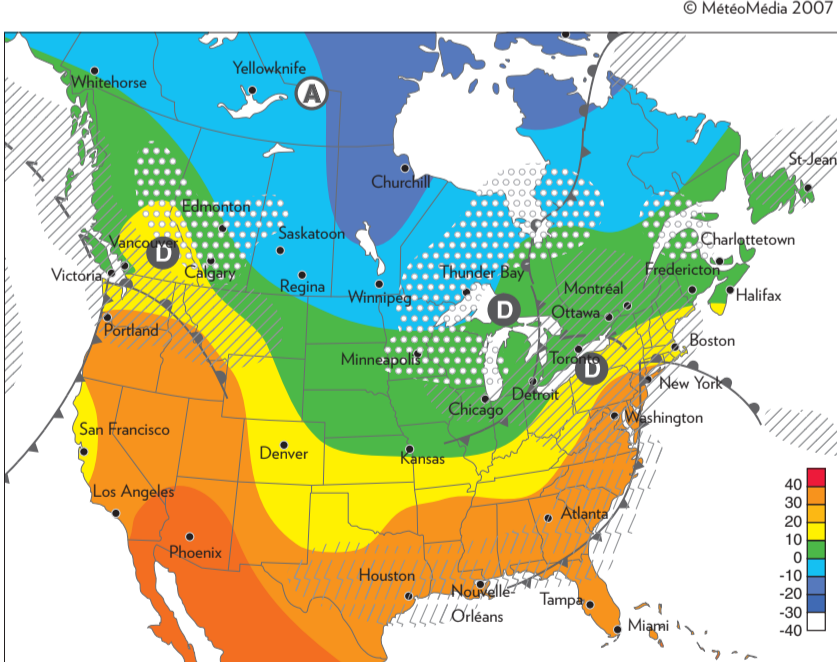 © MétéoMédia 2007
Whitehorse
Yellowknife
A
Churchill
St-Jean
Edmonton
Saskatoon
Vancouver
D
Charlottetown
Victoria
Calgary
Regina
Winnipeg
Thunder Bay
Montréal
Fredericton
Halifax
D
Ottawa
Portland
Minneapolis
Toronto
Boston
D
Chicago
Détroit
New York
San Francisco
Washington
Denver
Kansas
Los Angeles
Atlanta
Phoenix
Houston
Nouvelle-
Orléans
Tampa
Miami
40
30
20
10
0
-10
-20
-30
-40